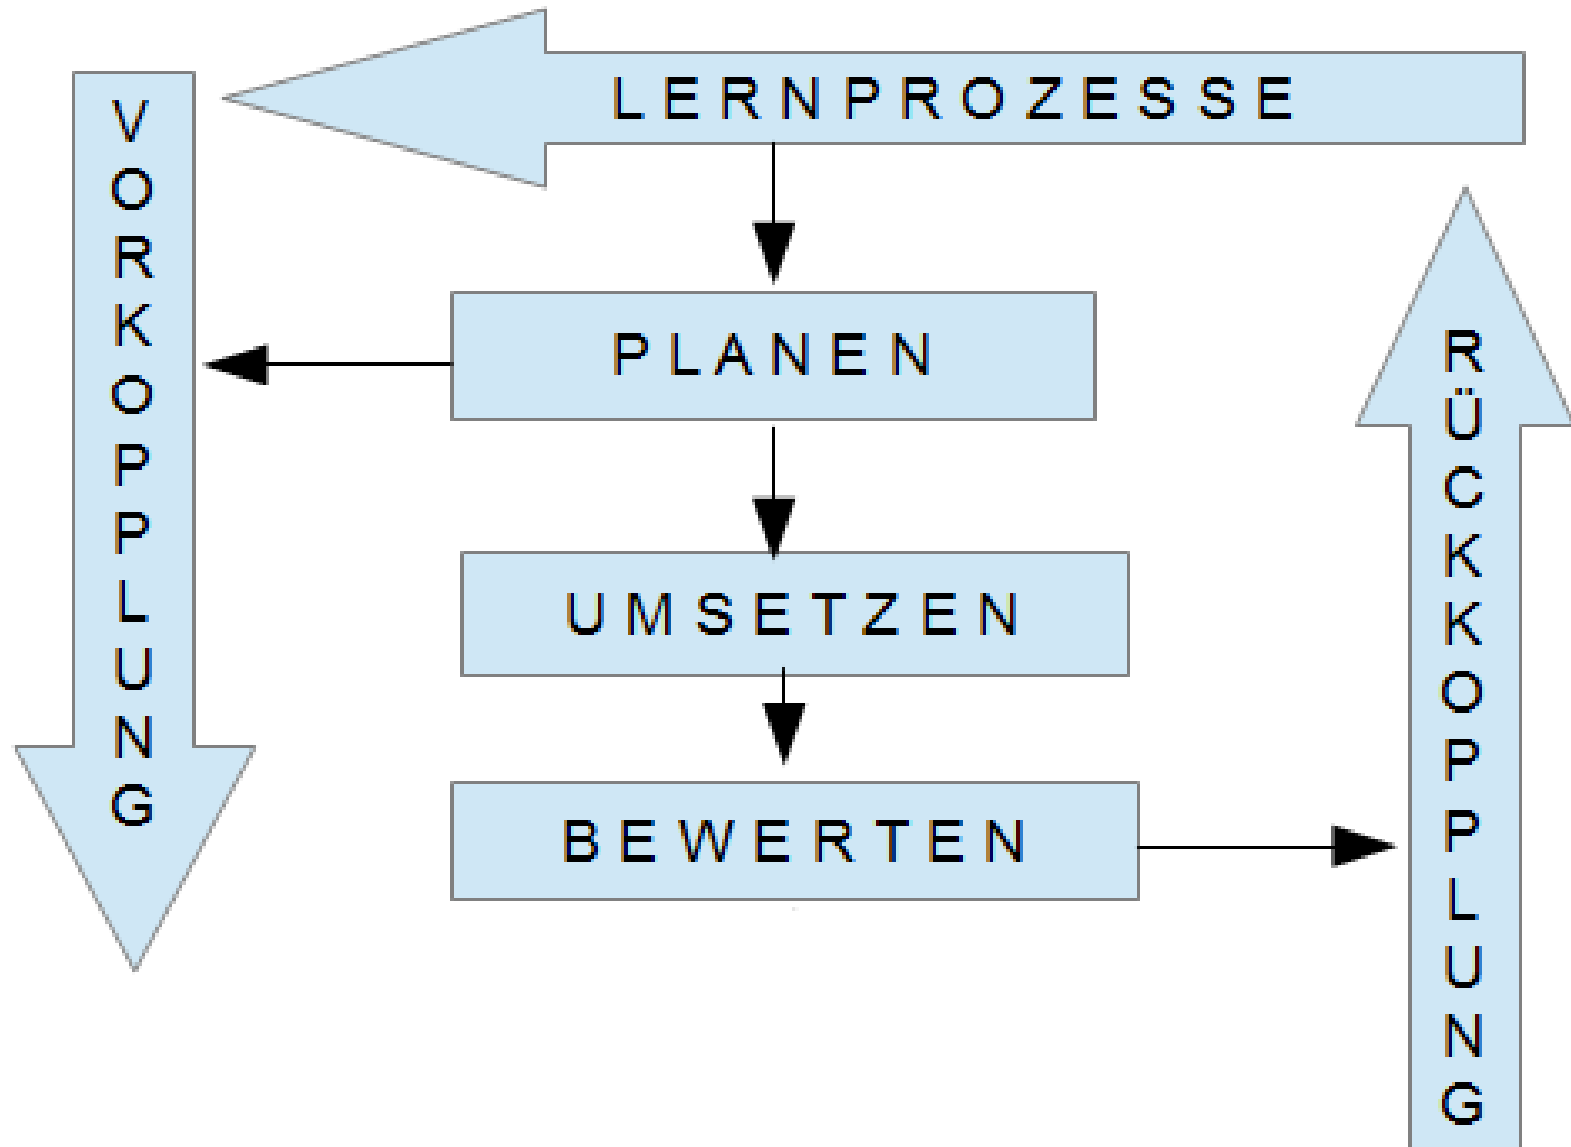 LERNPROZESSE
VORKOPPLUNG
PLANEN
UMSETZEN
BEWERTEN
RÜCKKOPPLUNG